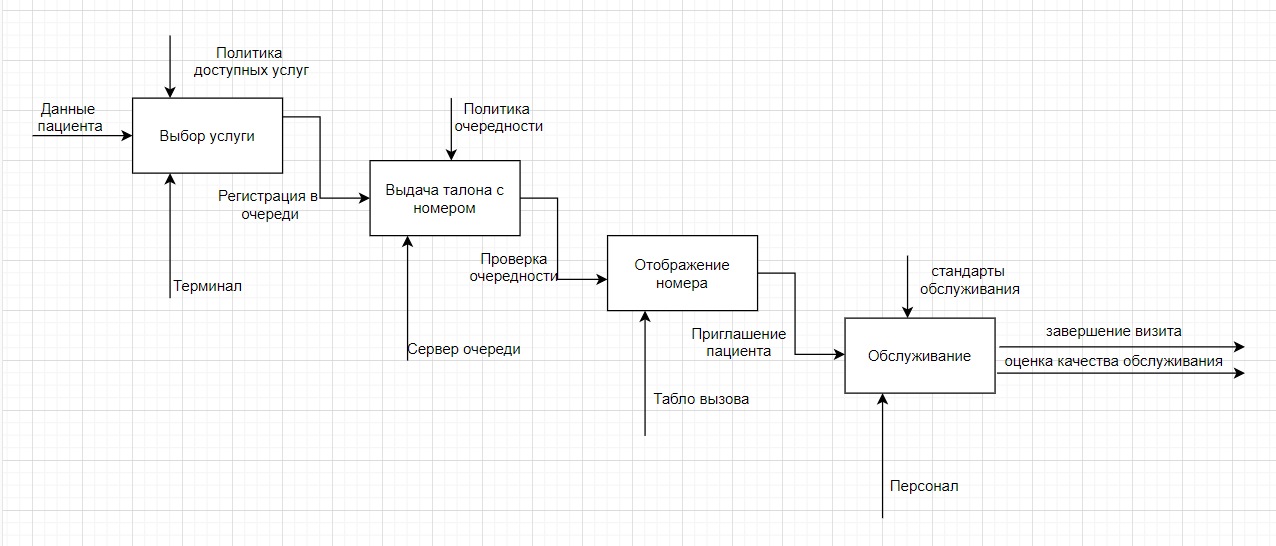 Политика
доступных услуг
Данные
пациента
Выбор услуги
Политика
очередности
Регистрация в
очереди
Выдача талона с
номером
Терминал
Проверка
очередности
Отображение
номера
стандарты
обслуживания
Сервер очереди
Приглашение
пациента
Обслуживание
завершение визита
оценка качества обслуживания
Табло вызова
Персонал